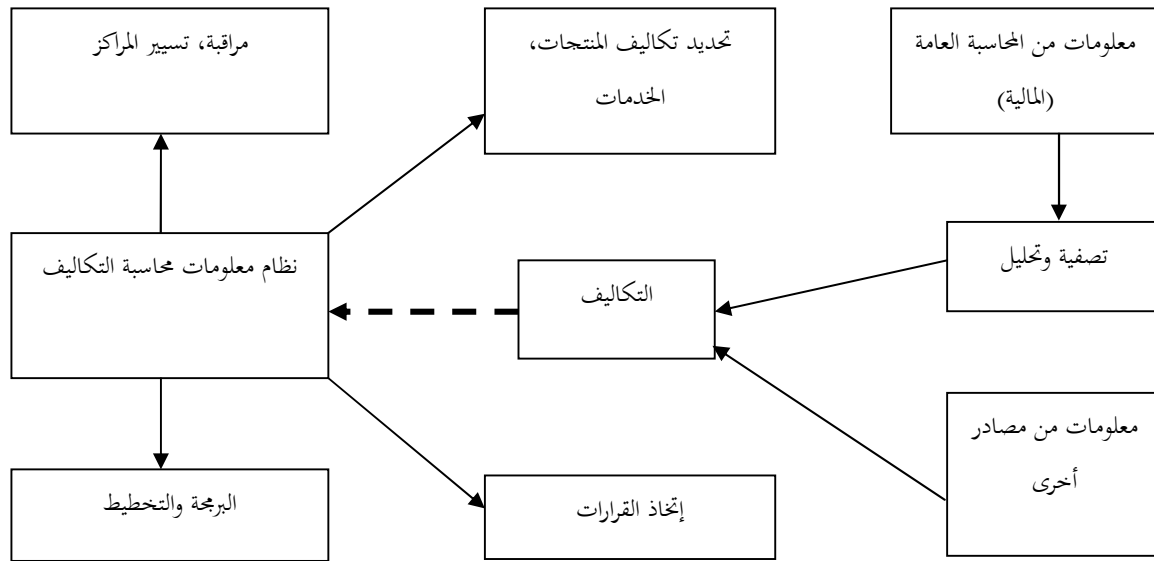 معلومات من المحاسبة العامة
(المالية)
تحديد تكاليف المنتجات،
الخدمات
مراقبة، تسيير المراكز
تصفية وتحليل
التكاليف
نظام معلومات محاسبة التكاليف
معلومات من مصادر
أخرى
إتخاذ القرارات
البرمجة والتخطيط